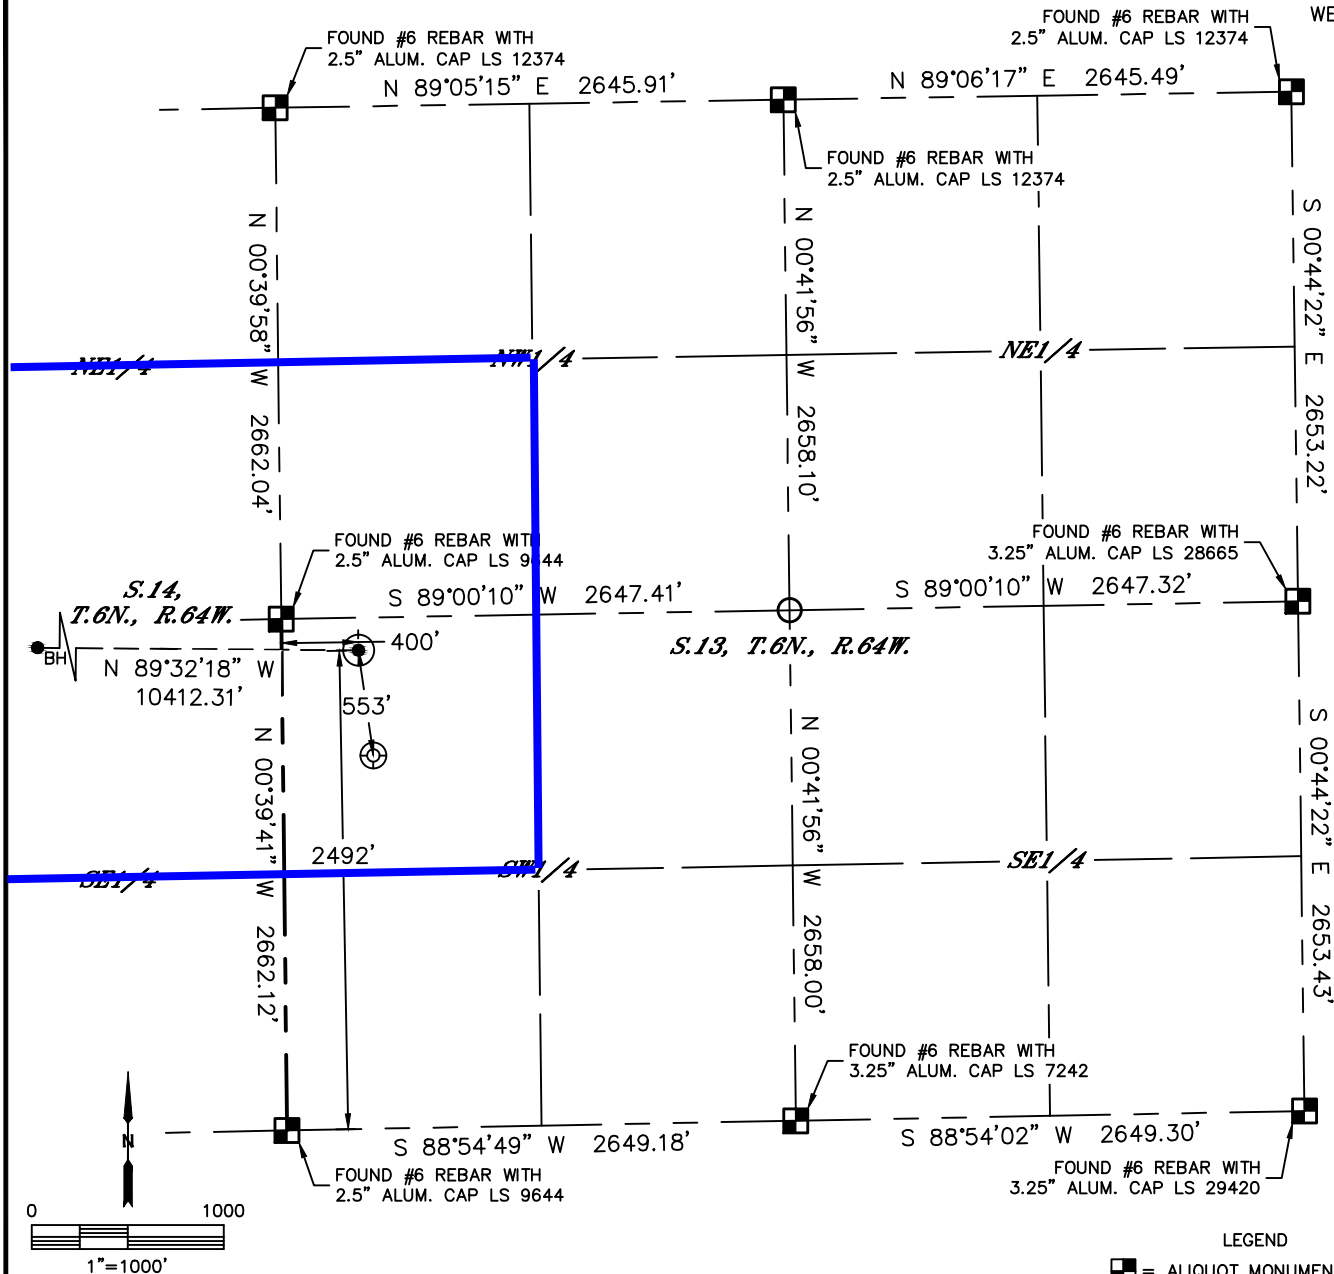 FOUND #6 REBAR WITH
2.5" ALUM. CAP LS 12374
FOUND #6 REBAR WITH
2.5" ALUM. CAP LS 12374
WE
N 89°05'15" E 2645.91'
N 89°06'17" E 2645.49'
FOUND #6 REBAR WITH
2.5" ALUM. CAP LS 12374
N 00°39'58" W 2662.04'
N 00°41'56" W 2658.10'
S 00°44'22" E 2653.22'
NE1/4
NW1/4
NE1/4
FOUND #6 REBAR WITH
2.5" ALUM. CAP LS 9644
FOUND #6 REBAR WITH
3.25" ALUM. CAP LS 28665
S.14,
T.6N., R.64W.
S 89°00'10" W 2647.41'
S 89°00'10" W 2647.32'
S.13, T.6N., R.64W.
400'
BH
N 89°32'18" W
10412.31'
553'
N 00°39'41" W 2662.12'
N 00°41'56" W 2658.00'
S 00°44'22" E 2653.43'
2492'
SE1/4
SW1/4
SE1/4
FOUND #6 REBAR WITH
3.25" ALUM. CAP LS 7242
N
S 88°54'49" W 2649.18'
S 88°54'02" W 2649.30'
FOUND #6 REBAR WITH
2.5" ALUM. CAP LS 9644
FOUND #6 REBAR WITH
3.25" ALUM. CAP LS 29420
0 1000
1"=1000'
LEGEND
= ALIQUOT MONUMEN